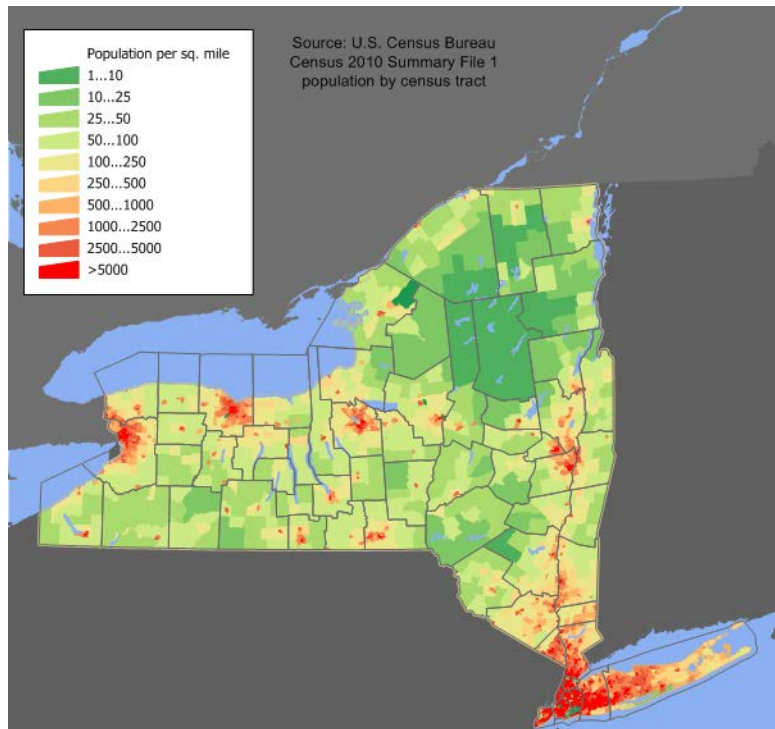 Population per sq. mile
1...10
10...25
25...50
50...100
100...250
250...500
500...1000
1000...2500
2500...5000
>5000
Source: U.S. Census Bureau
Census 2010 Summary File 1
population by census tract